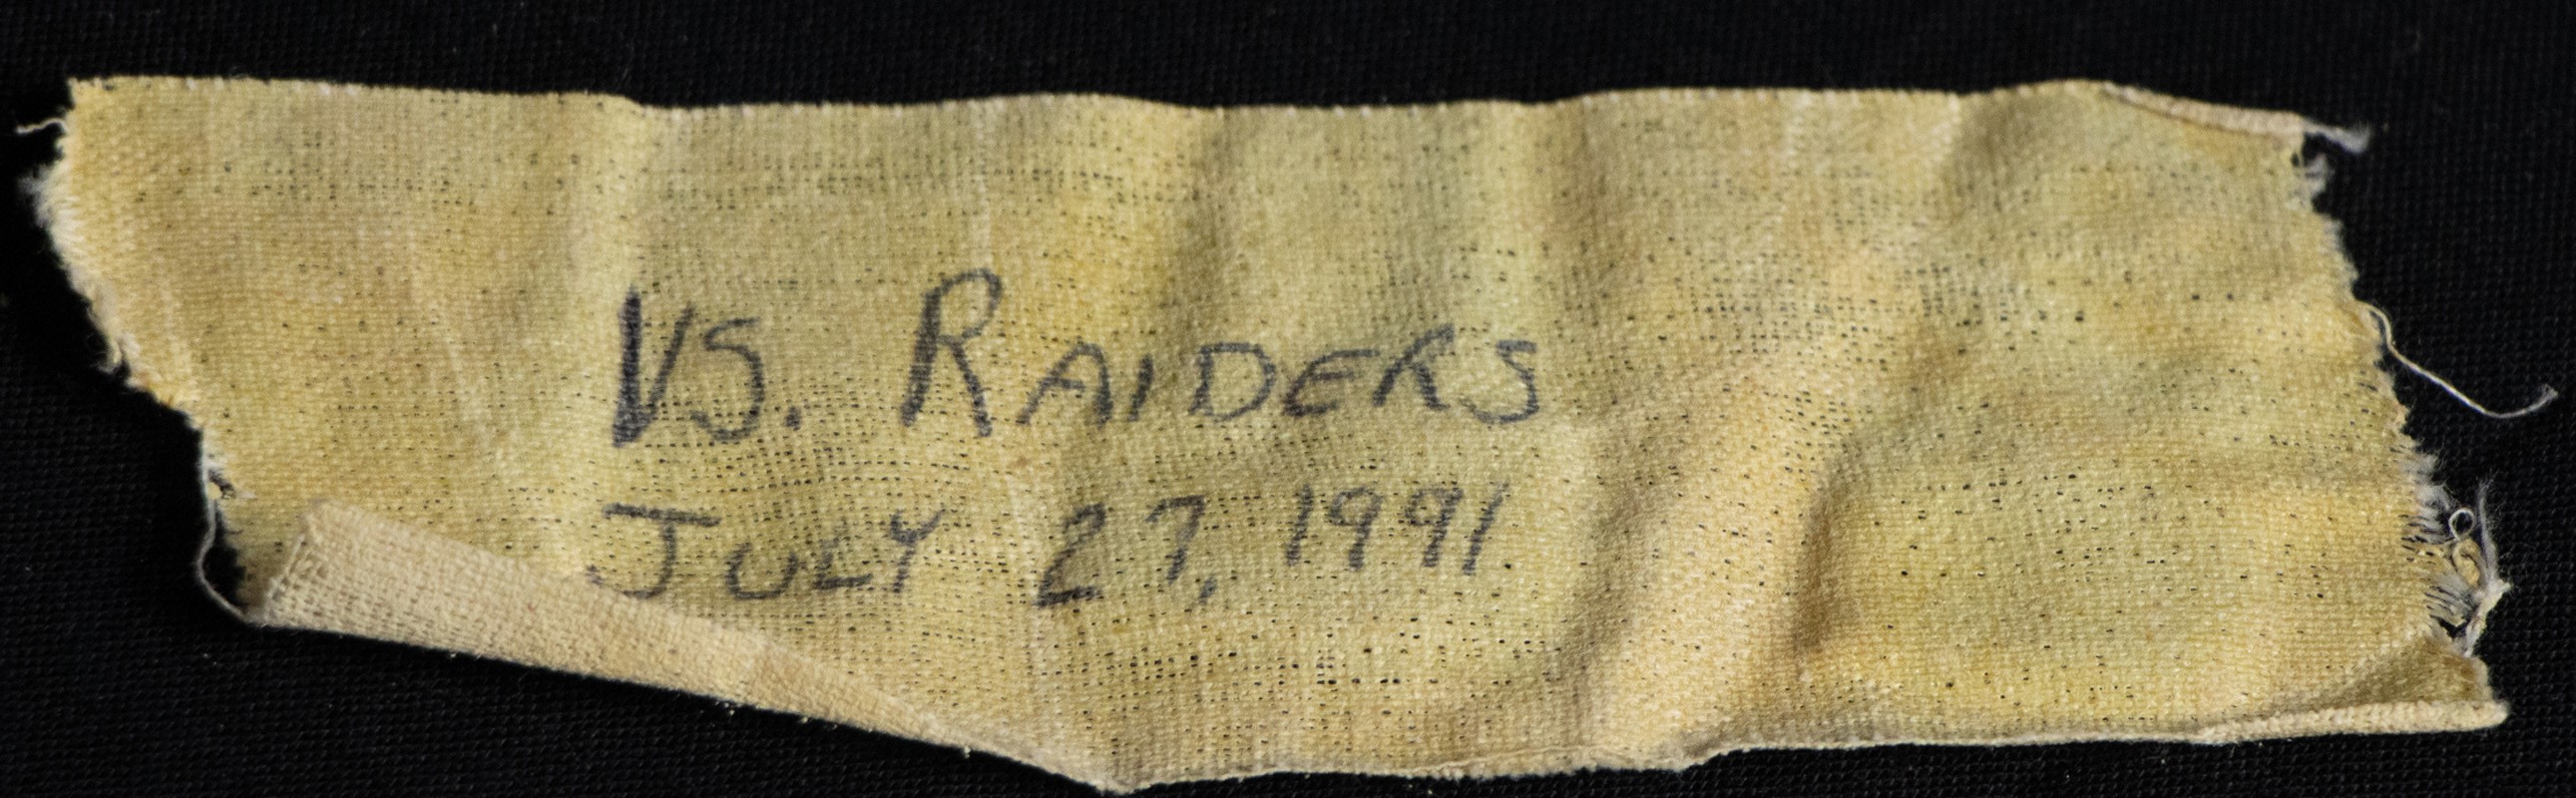 VS. RAIDERS
JULY 27, 1991